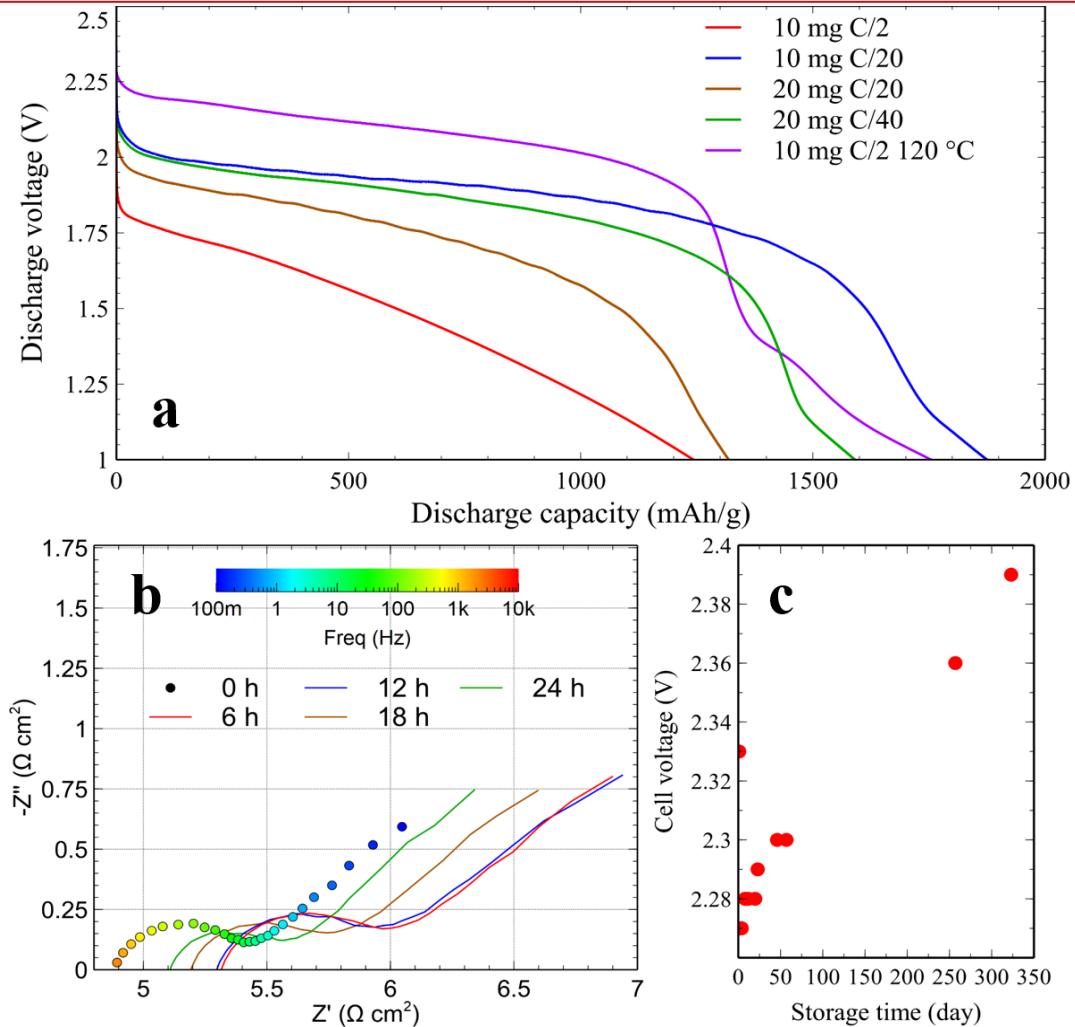 2.5
2.25
2
1.75
1.5
1.25
1
Discharge voltage (V)
10 mg C/2
10 mg C/20
20 mg C/20
20 mg C/40
10 mg C/2 120 °C
a
0 500 1000 1500 2000
Discharge capacity (mAh/g)
b
100m 1 10 100 1k 10k
Freq (Hz)
0 h 12 h 24 h
6 h 18 h
1.75
1.5
1.25
1
0.75
0.5
0.25
0
-Z'' (Ω cm²)
5 5.5 6 6.5 7
Z' (Ω cm²)
c
2.4
2.38
2.36
2.34
2.32
2.3
2.28
2.26
Cell voltage (V)
0 50 100 150 200 250 300 350
Storage time (day)